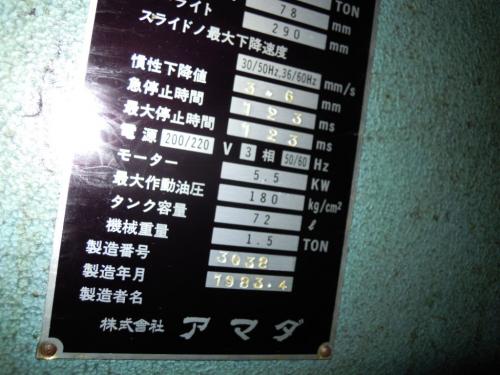 TON
ライト 78 mm
290 mm
スライドノ最大下降速度
30/50Hz.36/60Hz mm/s
慣性下降値 3.6 mm
急停止時間 123 ms
最大停止時間 123 ms
電源 200/220 V 3 相 50/60 Hz
モーター 5.5 KW
最大作動油圧 180 kg/cm²
タンク容量 72 ℓ
機械重量 1.5 TON
製造番号 3038
製造年月 1983.4
製造者名
株式會社 アマダ